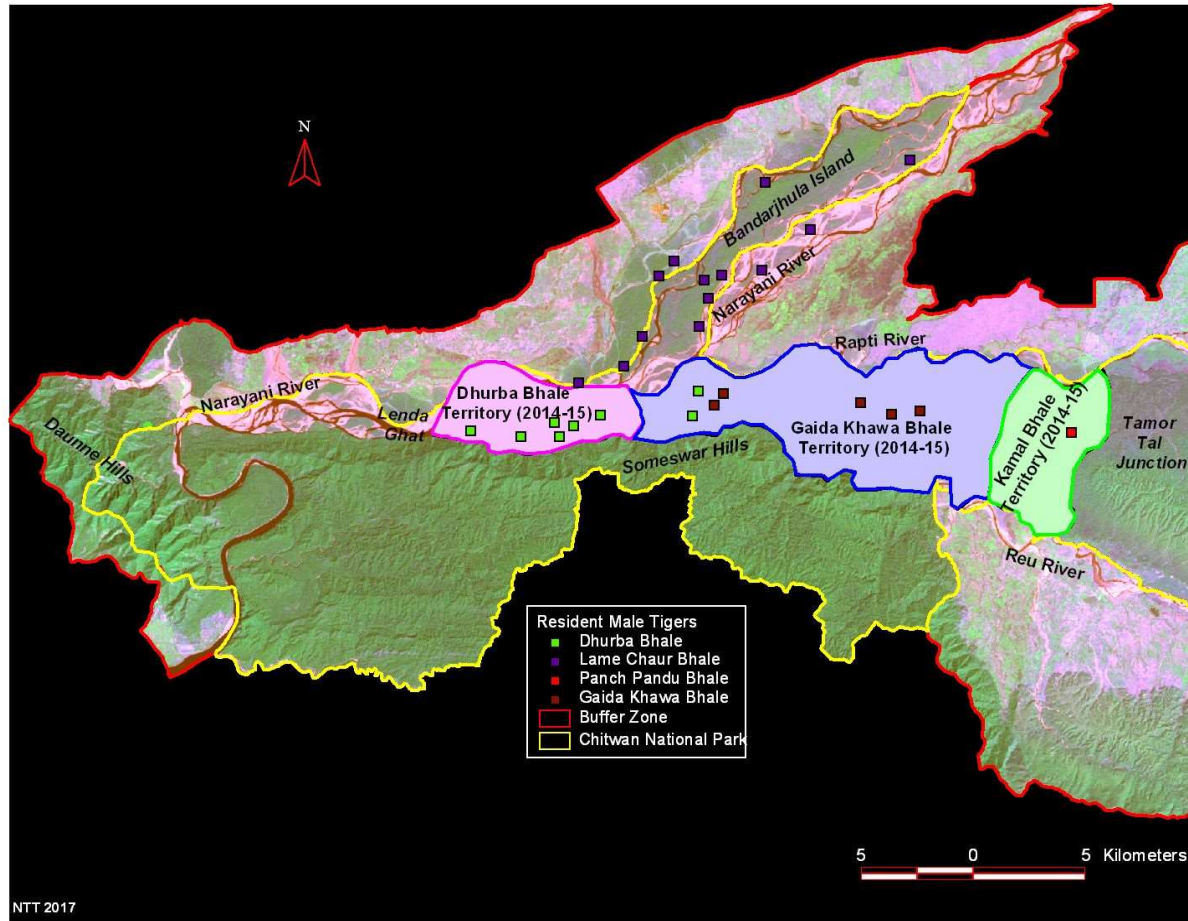 N
Bandarjhula Island
Narayani River
Rapti River
Narayani River
Daunne Hills
Lenda
Ghat
Dhurba Bhale
Territory (2014-15)
Someswar Hills
Gaida Khawa Bhale
Territory (2014-15)
Kamal Bhale
Territory (2014-15)
Tamor
Tal
Junction
Reu River
Resident Male Tigers
Dhurba Bhale
Lame Chaur Bhale
Panch Pandu Bhale
Gaida Khawa Bhale
Buffer Zone
Chitwan National Park
5 0 5 Kilometers
NTT 2017